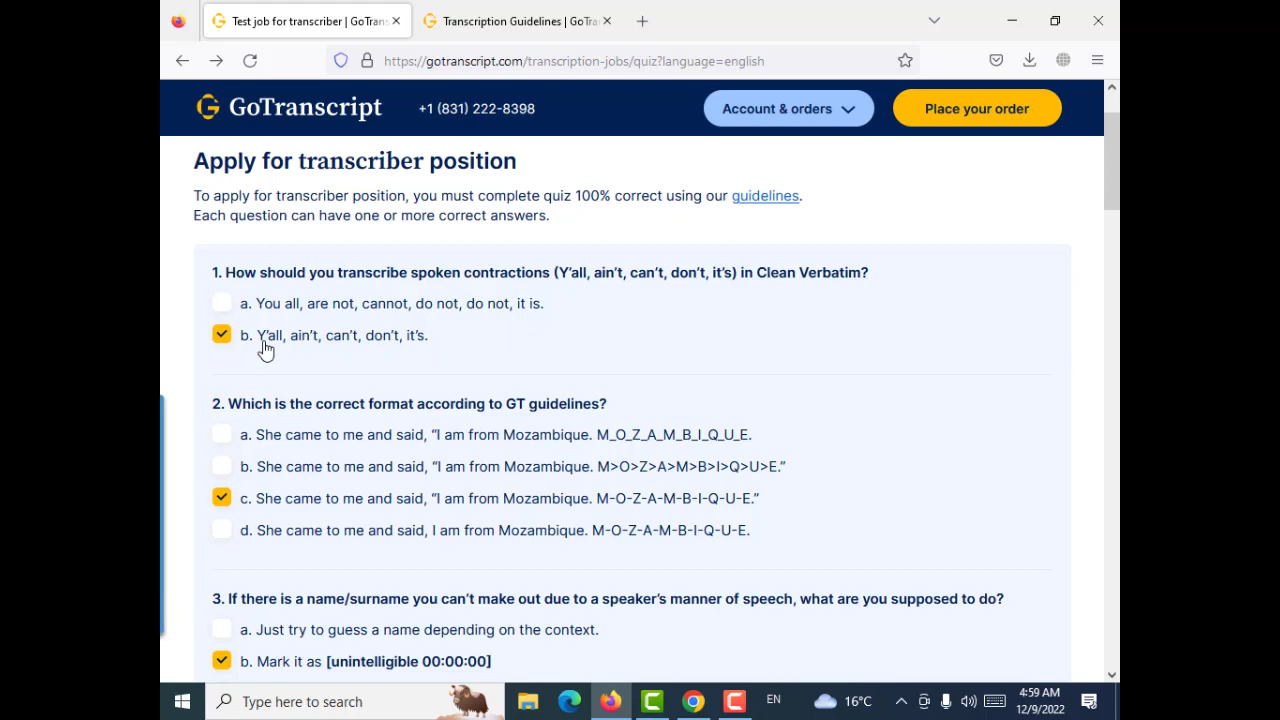 Test job for transcriber | GoTrans
Transcription Guidelines | GoTra
https://gotranscript.com/transcription-jobs/quiz?language=english
GoTranscript
+1 (831) 222-8398
Account & orders
Place your order
Apply for transcriber position
To apply for transcriber position, you must complete quiz 100% correct using our guidelines.
Each question can have one or more correct answers.
1. How should you transcribe spoken contractions (Y’all, ain’t, can’t, don’t, it’s) in Clean Verbatim?
a. You all, are not, cannot, do not, do not, it is.
b. Y’all, ain’t, can’t, don’t, it’s.
2. Which is the correct format according to GT guidelines?
a. She came to me and said, “I am from Mozambique. M_O_Z_A_M_B_I_Q_U_E.
b. She came to me and said, “I am from Mozambique. M>O>Z>A>M>B>I>Q>U>E.”
c. She came to me and said, “I am from Mozambique. M-O-Z-A-M-B-I-Q-U-E.”
d. She came to me and said, I am from Mozambique. M-O-Z-A-M-B-I-Q-U-E.
3. If there is a name/surname you can’t make out due to a speaker’s manner of speech, what are you supposed to do?
a. Just try to guess a name depending on the context.
b. Mark it as [unintelligible 00:00:00]
Type here to search
EN
16°C
4:59 AM
12/9/2022